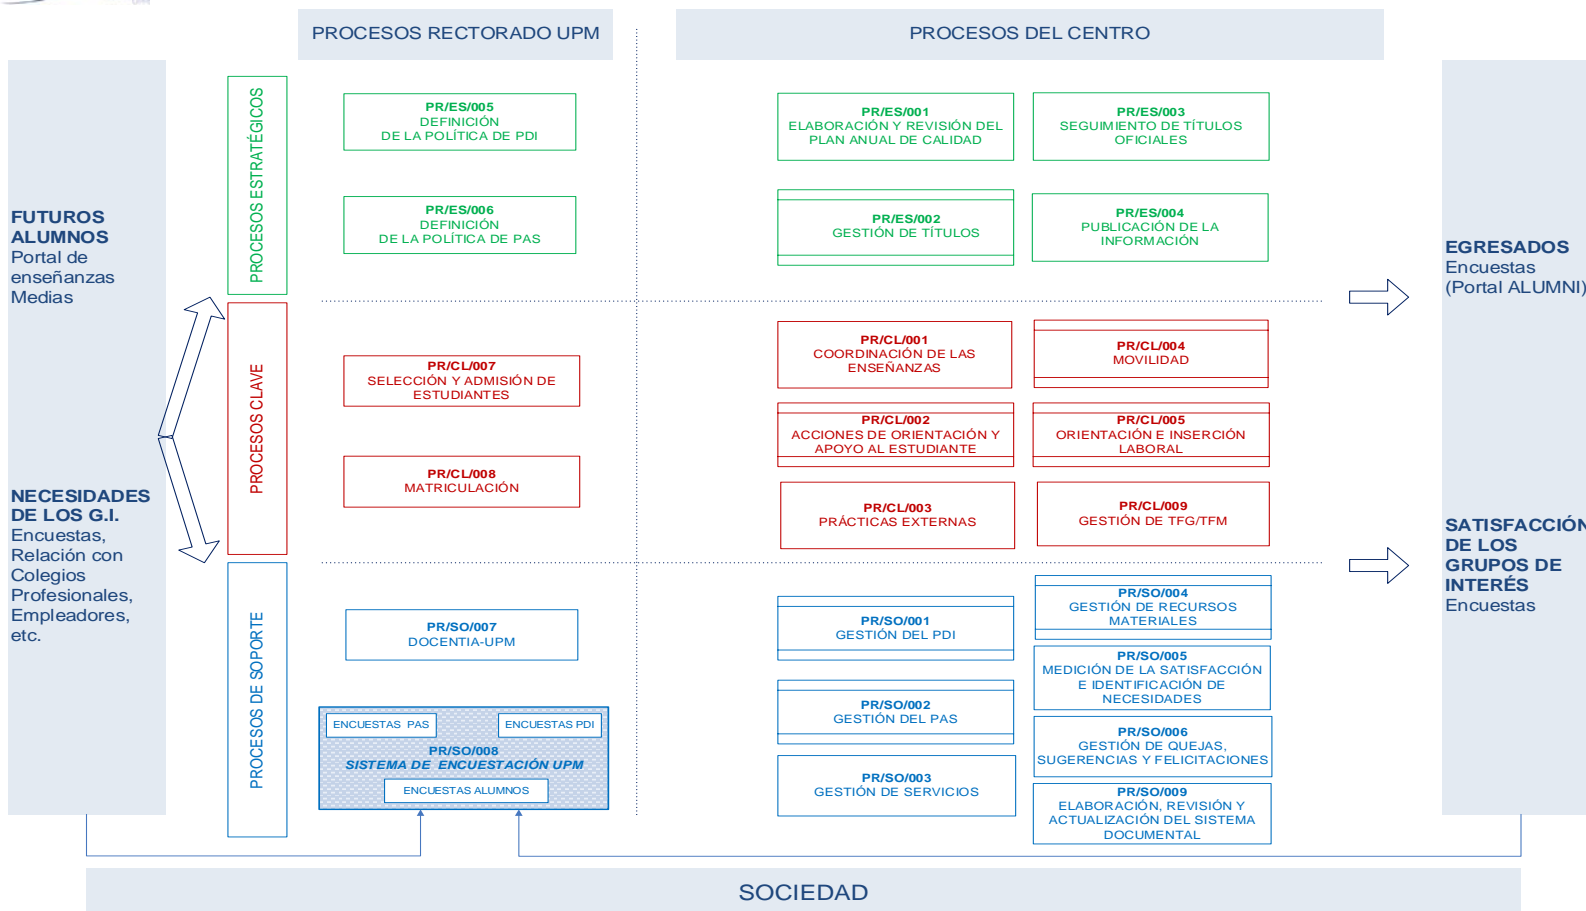 PROCESOS RECTORADO UPM
PROCESOS DEL CENTRO
FUTUROS
ALUMNOS
Portal de
enseñanzas
Medias
NECESIDADES
DE LOS G.I.
Encuestas,
Relación con
Colegios
Profesionales,
Empleadores,
etc.
PROCESOS ESTRATÉGICOS
PR/ES/005
DEFINICIÓN
DE LA POLÍTICA DE PDI
PR/ES/006
DEFINICIÓN
DE LA POLÍTICA DE PAS
PR/ES/001
ELABORACIÓN Y REVISIÓN DEL
PLAN ANUAL DE CALIDAD
PR/ES/003
SEGUIMIENTO DE TÍTULOS
OFICIALES
PR/ES/002
GESTIÓN DE TÍTULOS
PR/ES/004
PUBLICACIÓN DE LA
INFORMACIÓN
PROCESOS CLAVE
PR/CL/007
SELECCIÓN Y ADMISIÓN DE
ESTUDIANTES
PR/CL/008
MATRICULACIÓN
PR/CL/001
COORDINACIÓN DE LAS
ENSEÑANZAS
PR/CL/004
MOVILIDAD
PR/CL/002
ACCIONES DE ORIENTACIÓN Y
APOYO AL ESTUDIANTE
PR/CL/005
ORIENTACIÓN E INSERCIÓN
LABORAL
PR/CL/003
PRÁCTICAS EXTERNAS
PR/CL/009
GESTIÓN DE TFG/TFM
PROCESOS DE SOPORTE
PR/SO/007
DOCENTIA-UPM
ENCUESTAS PAS
ENCUESTAS PDI
PR/SO/008
SISTEMA DE ENCUESTACIÓN UPM
ENCUESTAS ALUMNOS
PR/SO/001
GESTIÓN DEL PDI
PR/SO/002
GESTIÓN DEL PAS
PR/SO/003
GESTIÓN DE SERVICIOS
PR/SO/004
GESTIÓN DE RECURSOS
MATERIALES
PR/SO/005
MEDICIÓN DE LA SATISFACCIÓN
E IDENTIFICACIÓN DE
NECESIDADES
PR/SO/006
GESTIÓN DE QUEJAS,
SUGERENCIAS Y FELICITACIONES
PR/SO/009
ELABORACIÓN, REVISIÓN Y
ACTUALIZACIÓN DEL SISTEMA
DOCUMENTAL
EGRESADOS
Encuestas
(Portal ALUMNI)
SATISFACCIÓN
DE LOS
GRUPOS DE
INTERÉS
Encuestas
SOCIEDAD